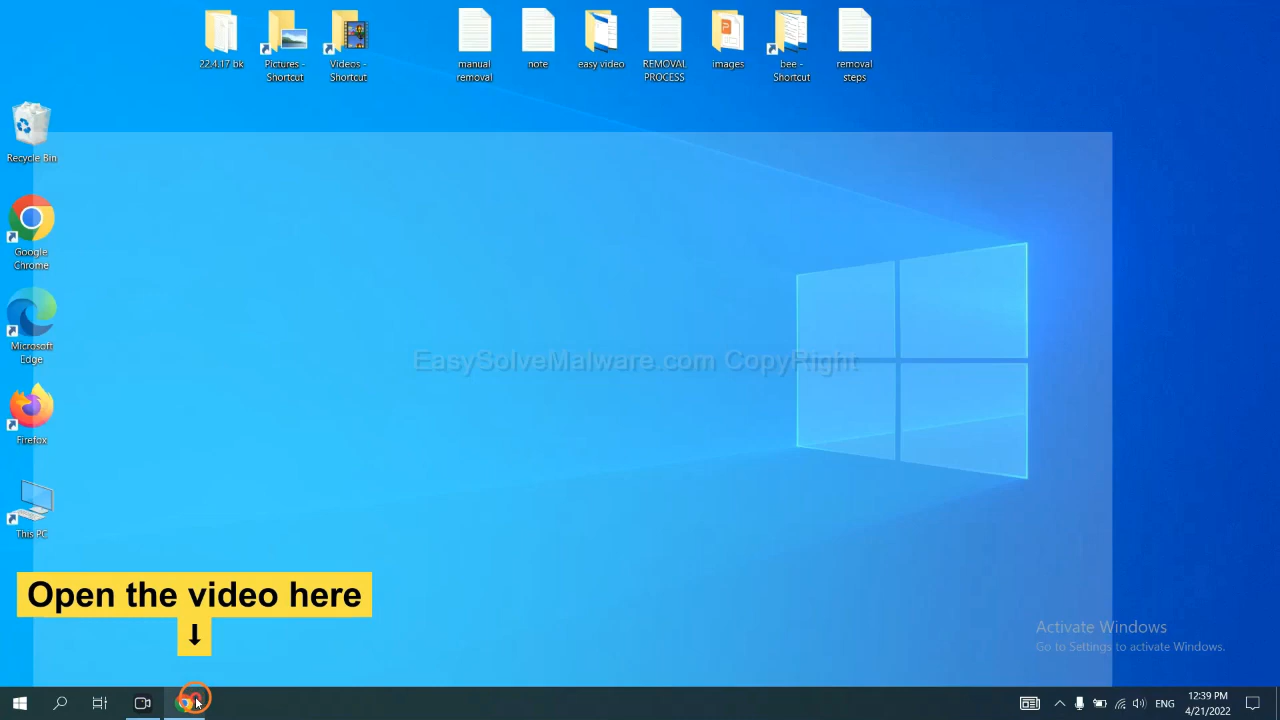 22.4.17 bk
Pictures -
Shortcut
Videos -
Shortcut
manual
removal
note
easy video
REMOVAL
PROCESS
images
bee -
Shortcut
removal
steps
Recycle Bin
Google
Chrome
Microsoft
Edge
Firefox
This PC
EasySolveMalware.com CopyRight
Open the video here
↓
Activate Windows
Go to Settings to activate Windows.
ENG
12:39 PM
4/21/2022